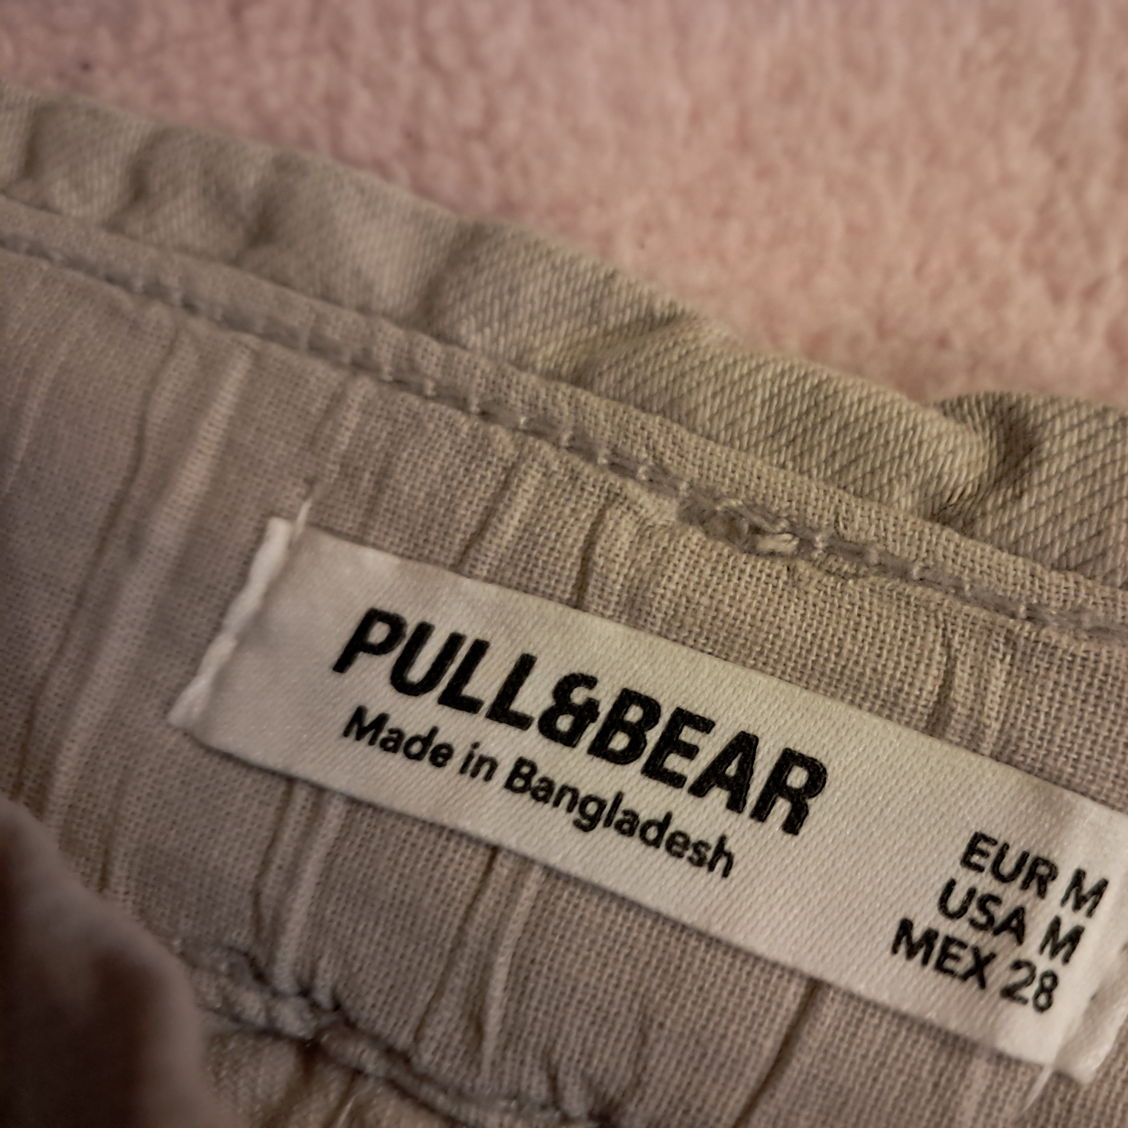 PULL&BEAR
Made in Bangladesh
EUR M
USA M
MEX 28